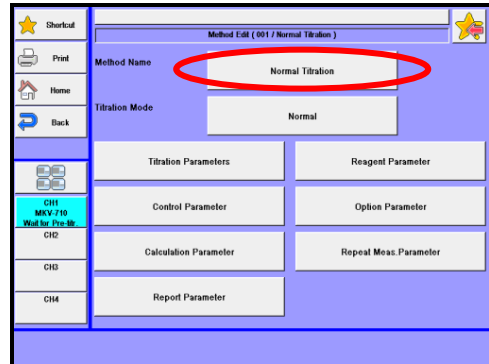 Shortcut
Print
Home
Back
CH1
MKV-710
Wait for Pre-titr.
CH2
CH3
CH4
Method Edit ( 001 / Normal Titration )
Method Name
Normal Titration
Titration Mode
Normal
Titration Parameters
Reagent Parameter
Control Parameter
Option Parameter
Calculation Parameter
Repeat Meas.Parameter
Report Parameter